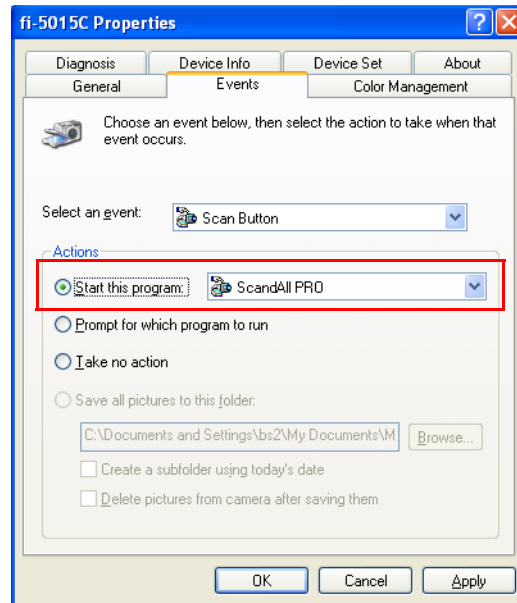 fi-5015C Properties
Diagnosis Device Info Device Set About
General Events Color Management
Choose an event below, then select the action to take when that
event occurs.
Select an event: Scan Button
Actions
Start this program: ScandAll PRO
Prompt for which program to run
Take no action
Save all pictures to this folder:
C:\Documents and Settings\bs2\My Documents\M Browse...
Create a subfolder using today's date
Delete pictures from camera after saving them
OK Cancel Apply